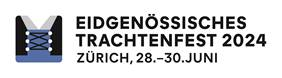 EIDGENÖSSISCHES
TRACHTENFEST 2024
ZÜRICH, 28.–30.JUNI